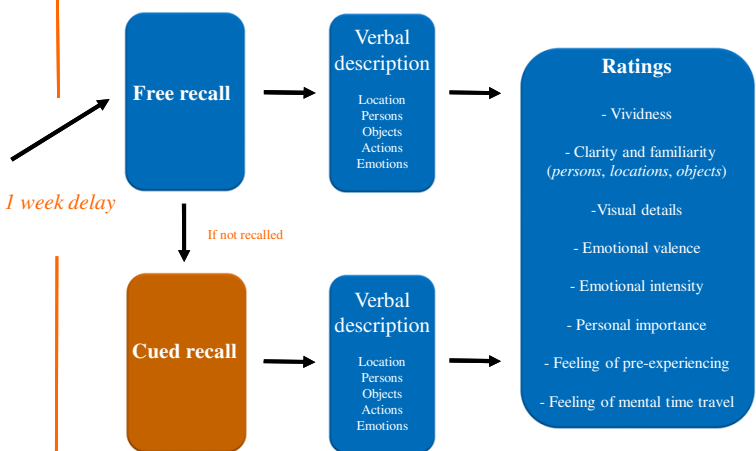 1 week delay
Free recall
If not recalled
Cued recall
Verbal
description
Location
Persons
Objects
Actions
Emotions
Verbal
description
Location
Persons
Objects
Actions
Emotions
Ratings
- Vividness
- Clarity and familiarity
(persons, locations, objects)
-Visual details
- Emotional valence
- Emotional intensity
- Personal importance
- Feeling of pre-experiencing
- Feeling of mental time travel